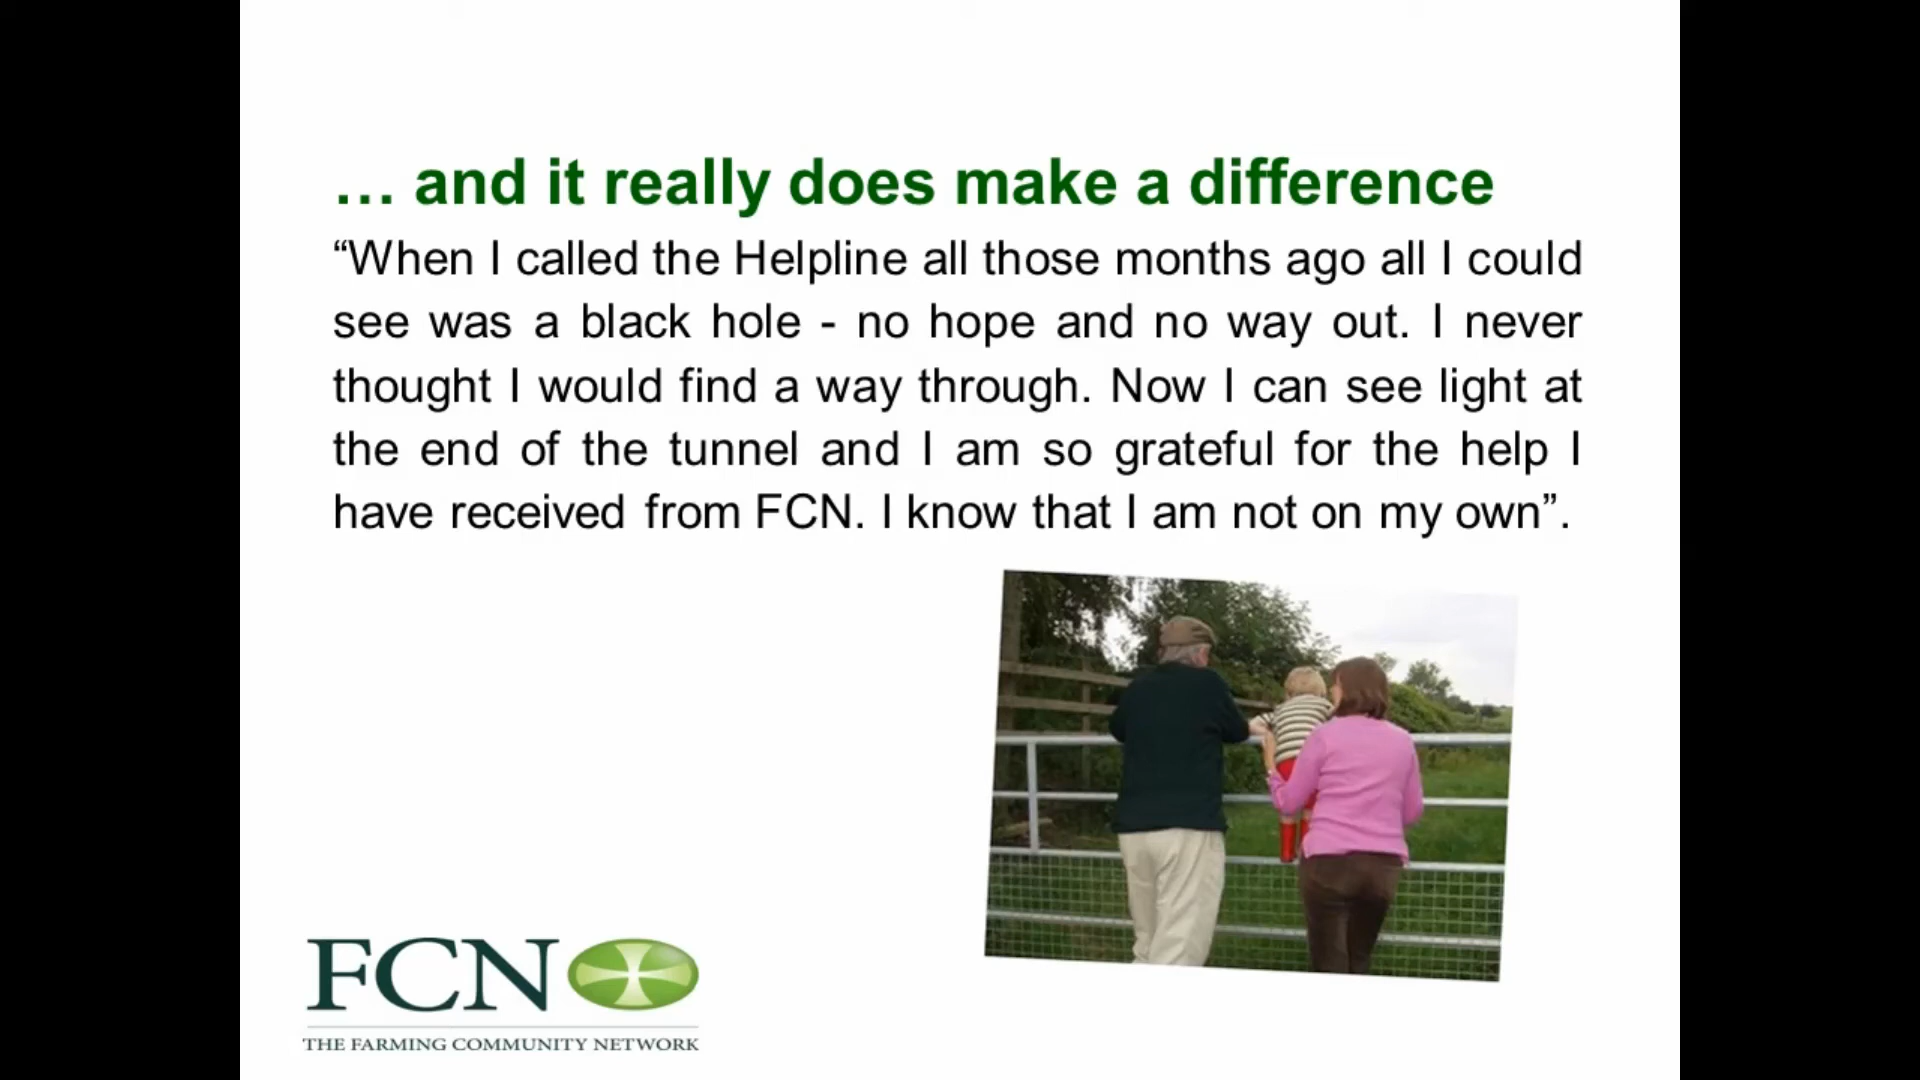 … and it really does make a difference
“When I called the Helpline all those months ago all I could
see was a black hole - no hope and no way out. I never
thought I would find a way through. Now I can see light at
the end of the tunnel and I am so grateful for the help I
have received from FCN. I know that I am not on my own”.
FCN
THE FARMING COMMUNITY NETWORK